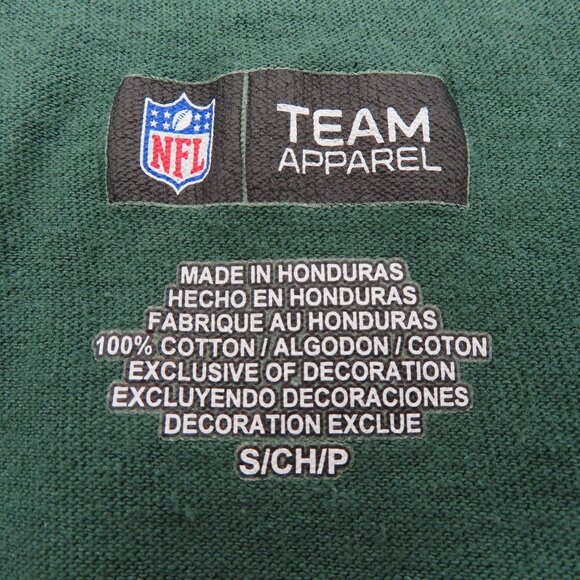 NFL
TEAM
APPAREL
MADE IN HONDURAS
HECHO EN HONDURAS
FABRIQUE AU HONDURAS
100% COTTON / ALGODON / COTON
EXCLUSIVE OF DECORATION
EXCLUYENDO DECORACIONES
DECORATION EXCLUE
S/CH/P